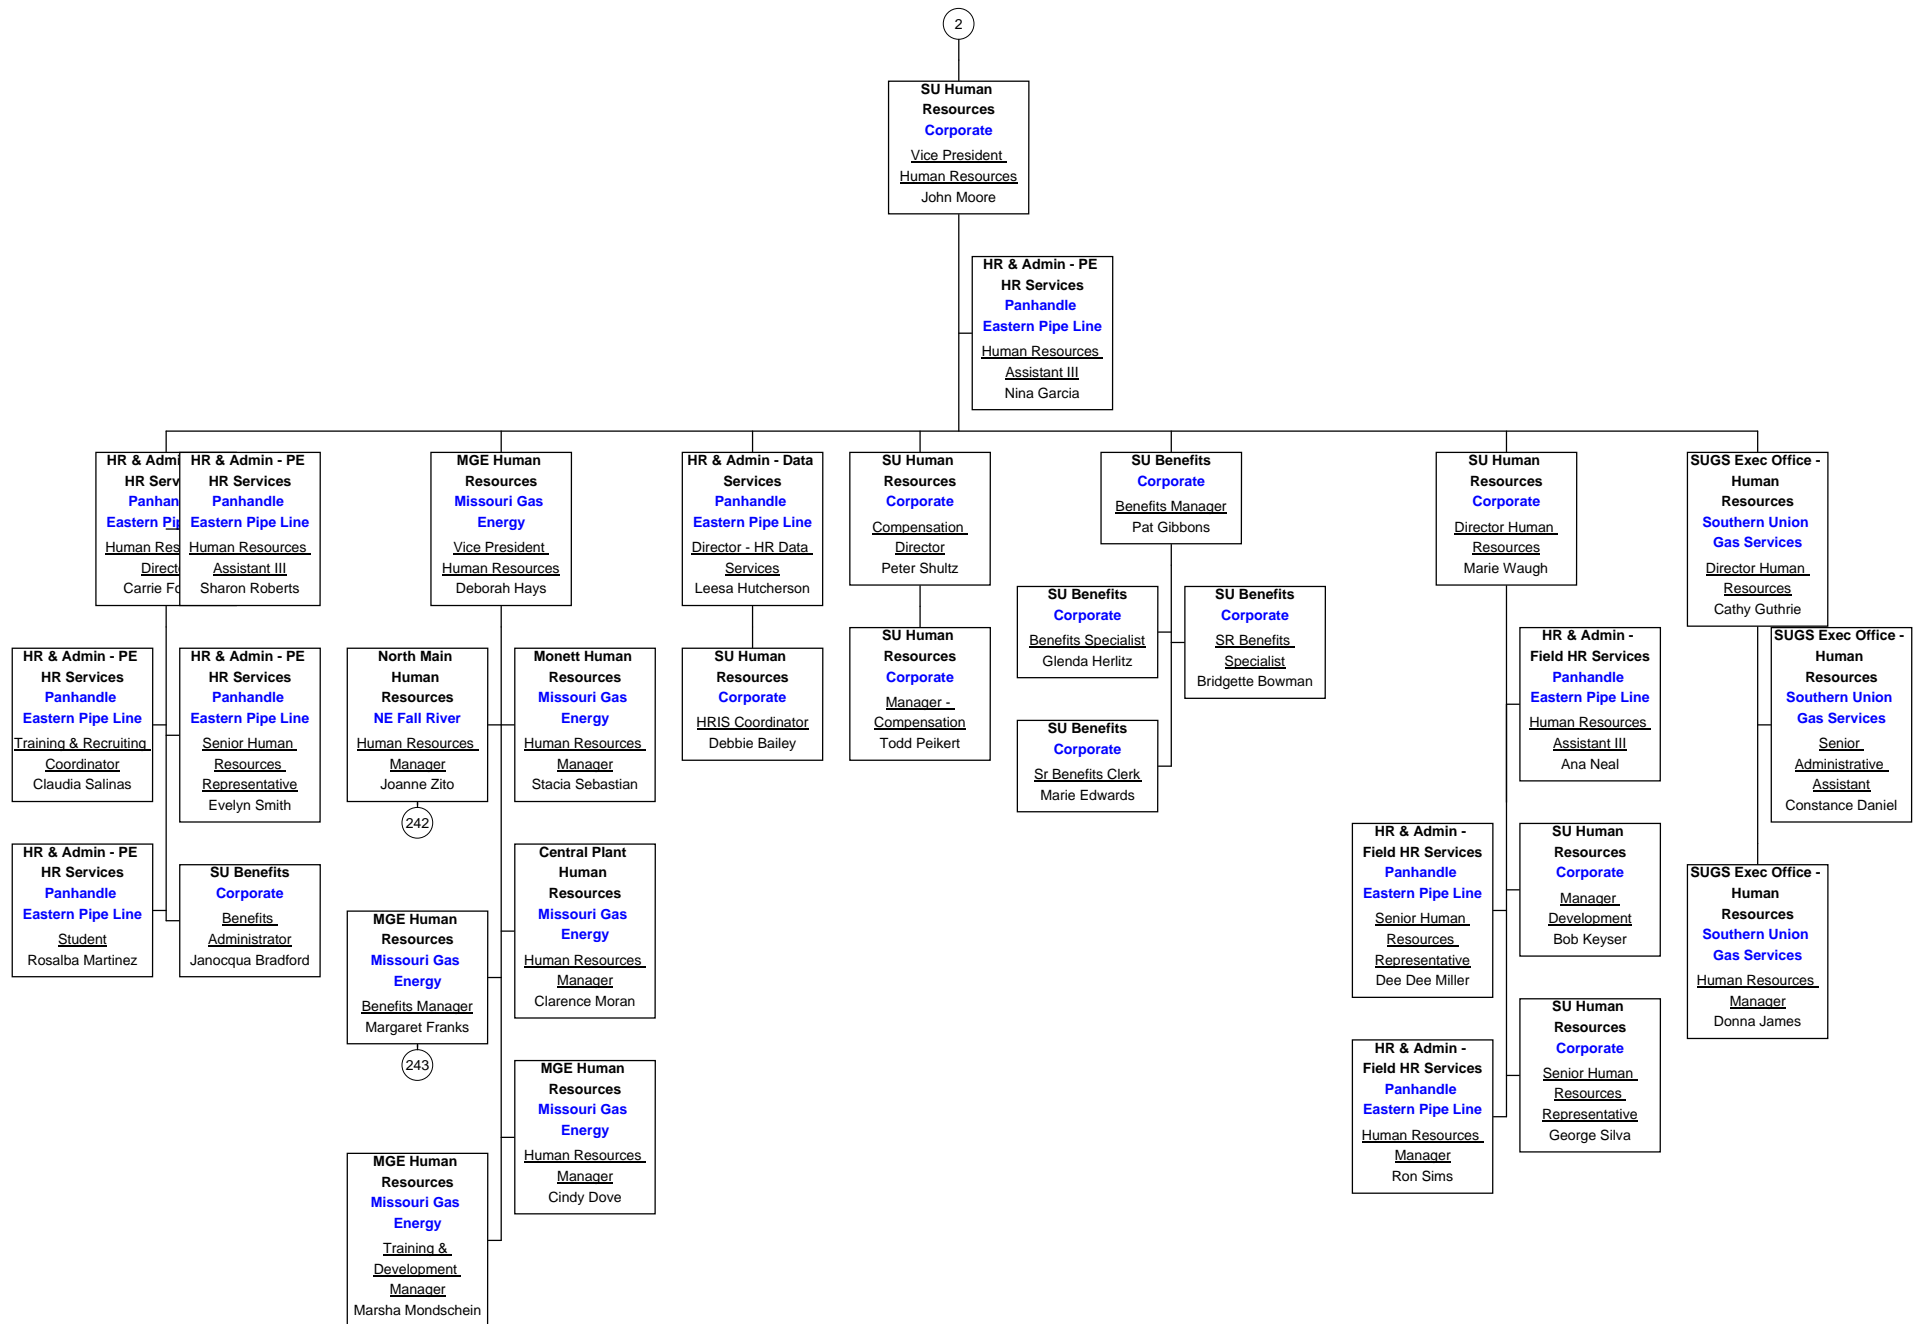 2
SU Human
Resources
Corporate
Vice President
Human Resources
John Moore
HR & Admin - PE
HR Services
Panhandle
Eastern Pipe Line
Human Resources
Assistant III
Nina Garcia
HR & Admi
HR Serv
Panhan
Eastern Pip
Human Res
Directo
Carrie Fo
HR & Admin - PE
HR Services
Panhandle
Eastern Pipe Line
Human Resources
Assistant III
Sharon Roberts
MGE Human
Resources
Missouri Gas
Energy
Vice President
Human Resources
Deborah Hays
HR & Admin - Data
Services
Panhandle
Eastern Pipe Line
Director - HR Data
Services
Leesa Hutcherson
SU Human
Resources
Corporate
Compensation
Director
Peter Shultz
SU Benefits
Corporate
Benefits Manager
Pat Gibbons
SU Human
Resources
Corporate
Director Human
Resources
Marie Waugh
SUGS Exec Office -
Human
Resources
Southern Union
Gas Services
Director Human
Resources
Cathy Guthrie
HR & Admin - PE
HR Services
Panhandle
Eastern Pipe Line
Training & Recruiting
Coordinator
Claudia Salinas
HR & Admin - PE
HR Services
Panhandle
Eastern Pipe Line
Senior Human
Resources
Representative
Evelyn Smith
North Main
Human
Resources
NE Fall River
Human Resources
Manager
Joanne Zito
242
Monett Human
Resources
Missouri Gas
Energy
Human Resources
Manager
Stacia Sebastian
SU Human
Resources
Corporate
HRIS Coordinator
Debbie Bailey
SU Human
Resources
Corporate
Manager -
Compensation
Todd Peikert
SU Benefits
Corporate
Benefits Specialist
Glenda Herlitz
SU Benefits
Corporate
SR Benefits
Specialist
Bridgette Bowman
SU Benefits
Corporate
Sr Benefits Clerk
Marie Edwards
HR & Admin -
Field HR Services
Panhandle
Eastern Pipe Line
Human Resources
Assistant III
Ana Neal
SUGS Exec Office -
Human
Resources
Southern Union
Gas Services
Senior
Administrative
Assistant
Constance Daniel
HR & Admin - PE
HR Services
Panhandle
Eastern Pipe Line
Student
Rosalba Martinez
SU Benefits
Corporate
Benefits
Administrator
Janocqua Bradford
MGE Human
Resources
Missouri Gas
Energy
Benefits Manager
Margaret Franks
243
Central Plant
Human
Resources
Missouri Gas
Energy
Human Resources
Manager
Clarence Moran
MGE Human
Resources
Missouri Gas
Energy
Human Resources
Manager
Cindy Dove
MGE Human
Resources
Missouri Gas
Energy
Training &
Development
Manager
Marsha Mondschein
HR & Admin -
Field HR Services
Panhandle
Eastern Pipe Line
Senior Human
Resources
Representative
Dee Dee Miller
SU Human
Resources
Corporate
Manager
Development
Bob Keyser
HR & Admin -
Field HR Services
Panhandle
Eastern Pipe Line
Human Resources
Manager
Ron Sims
SU Human
Resources
Corporate
Senior Human
Resources
Representative
George Silva
SUGS Exec Office -
Human
Resources
Southern Union
Gas Services
Human Resources
Manager
Donna James